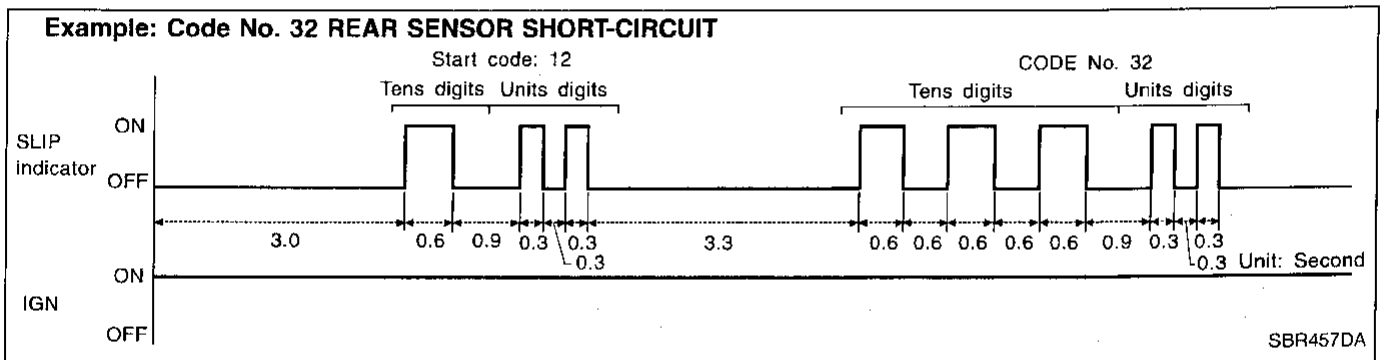 Example: Code No. 32 REAR SENSOR SHORT-CIRCUIT
Start code: 12
CODE No. 32
Tens digits Units digits
Tens digits Units digits
SLIP indicator
ON
OFF
3.0 0.6 0.9 0.3 0.3 3.3 0.6 0.6 0.6 0.6 0.6 0.9 0.3 0.3
0.3 0.3 Unit: Second
IGN
ON
OFF
SBR457DA